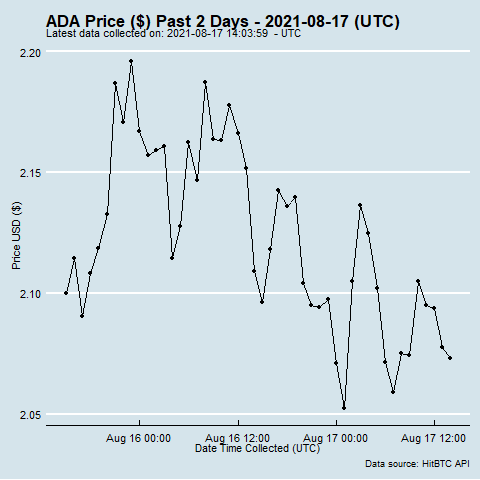 ADA Price ($) Past 2 Days - 2021-08-17 (UTC)
Latest data collected on: 2021-08-17 14:03:59  - UTC
2.20
2.15
2.10
2.05
Price USD ($)
Aug 16 00:00
Aug 16 12:00
Aug 17 00:00
Aug 17 12:00
Date Time Collected (UTC)
Data source: HitBTC API